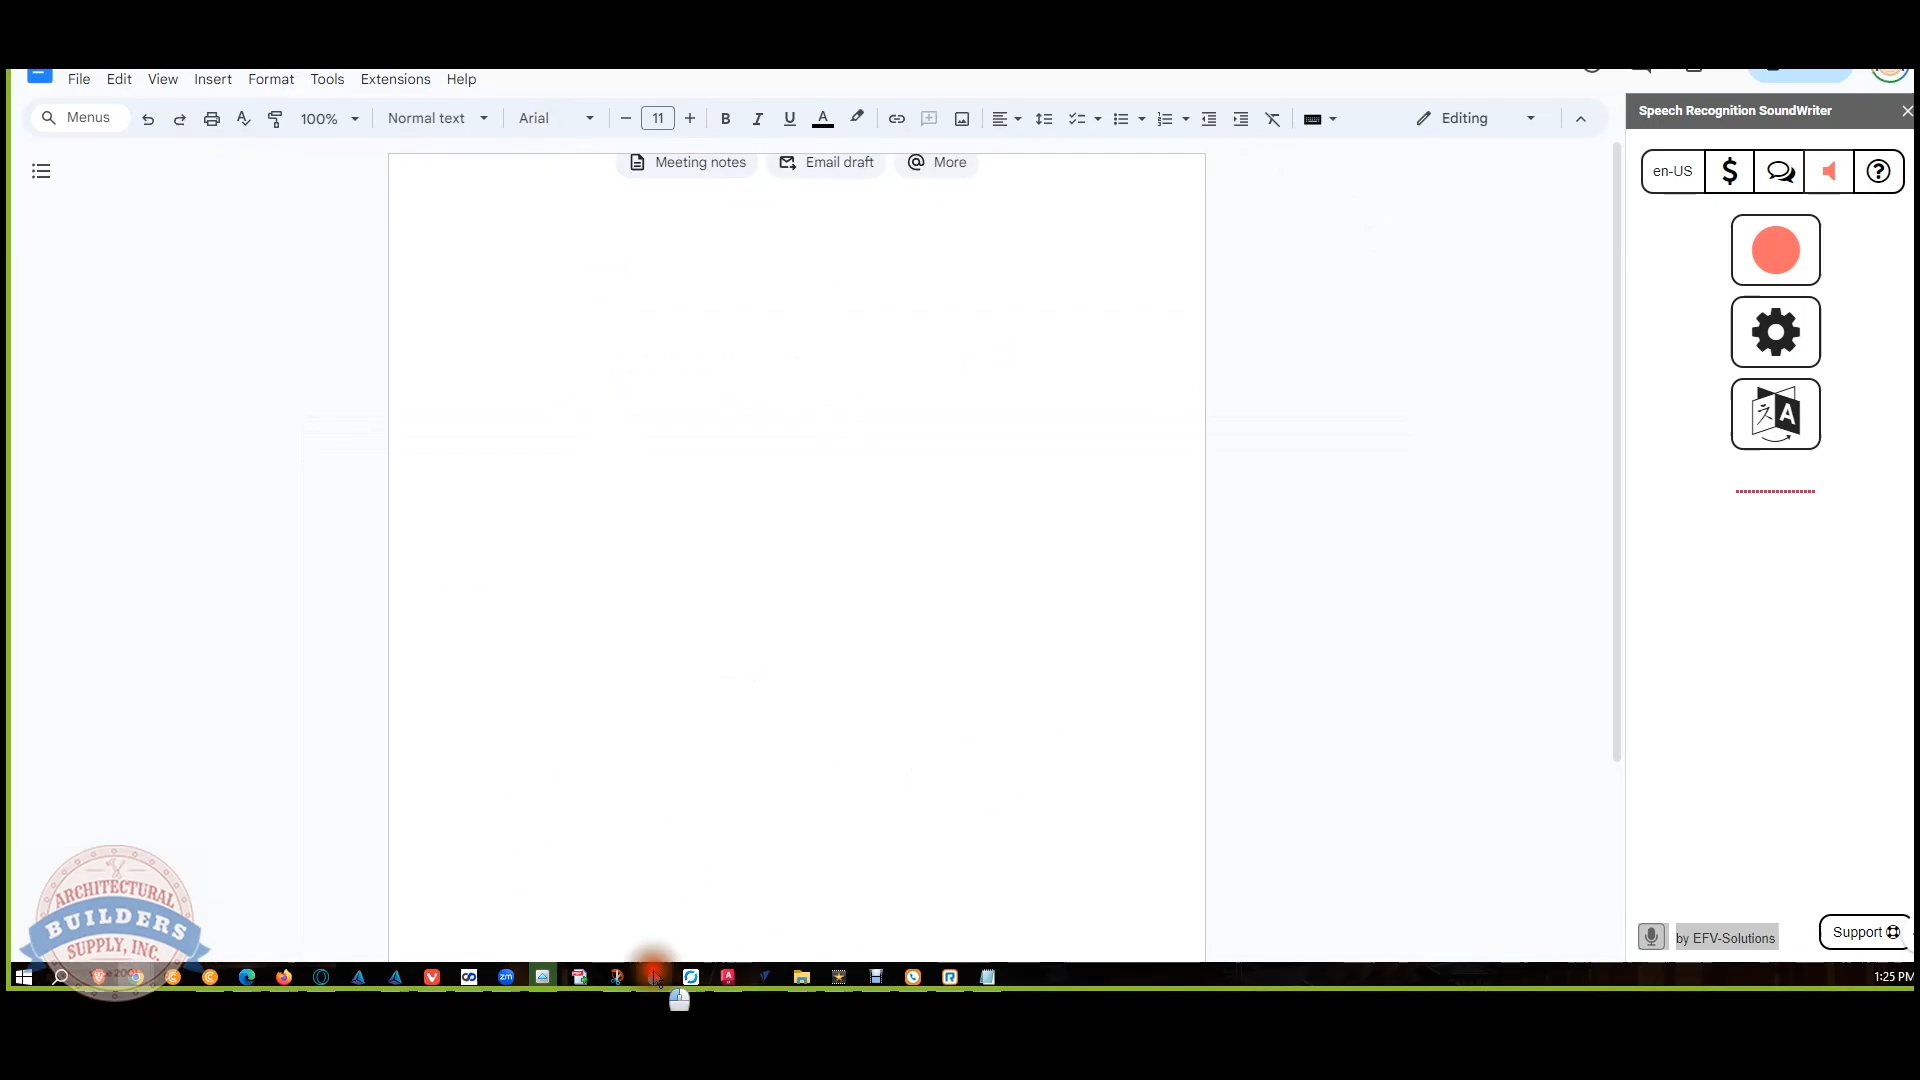 File Edit View Insert Format Tools Extensions Help
Menus 100% Normal text Arial 11 B I U A Editing
Speech Recognition SoundWriter
en-US $ ?
Meeting notes Email draft @ More
A
ARCHITECTURAL
BUILDERS
SUPPLY, INC.
by EFV-Solutions
Support
zm
1:25 PM